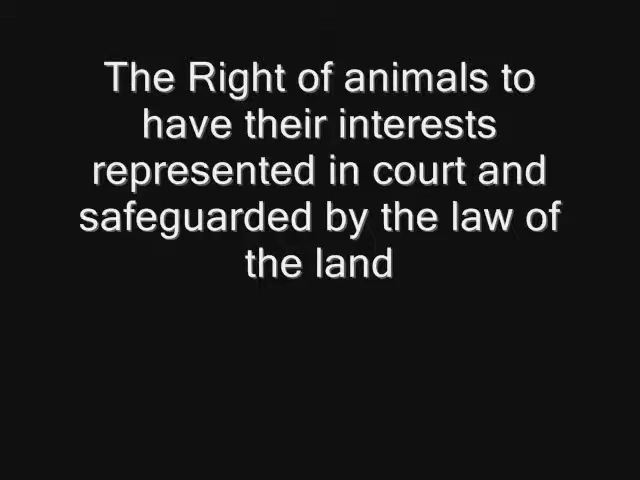 The Right of animals to
have their interests
represented in court and
safeguarded by the law of
the land